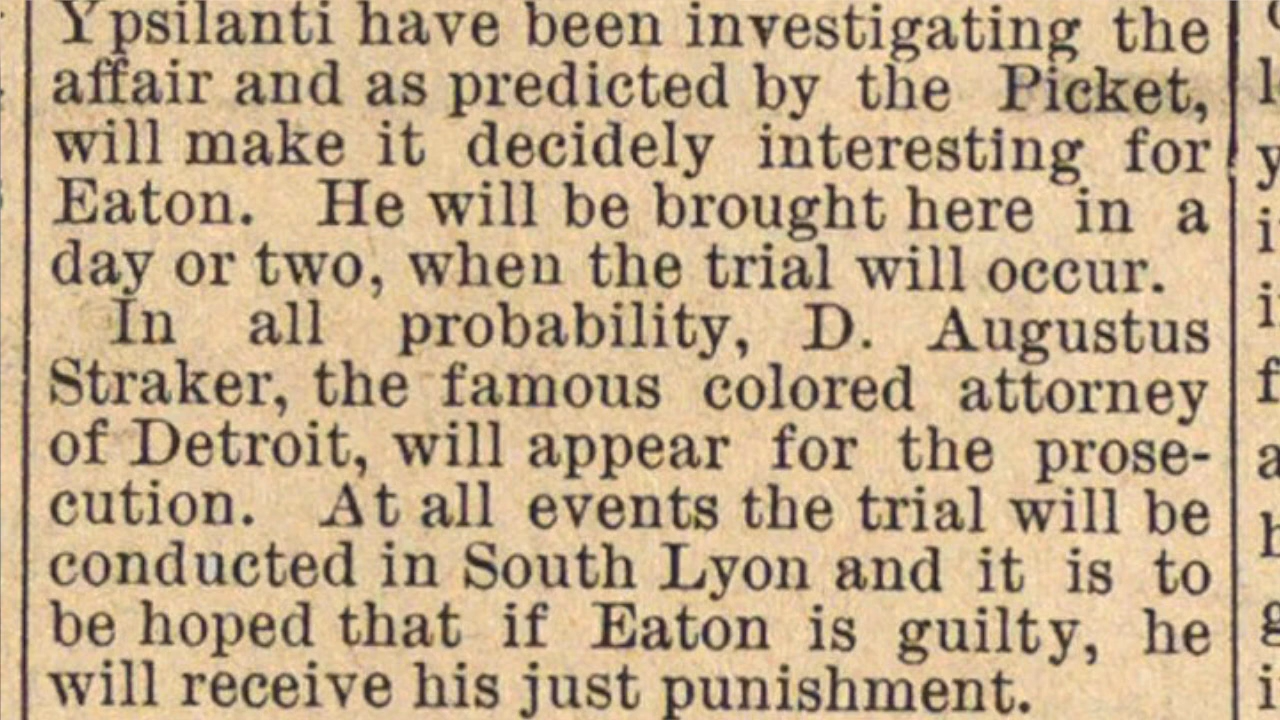 Ypsilanti have been investigating the
affair and as predicted by the Picket,
will make it decidely interesting for
Eaton. He will be brought here in a
day or two, when the trial will occur.
In all probability, D. Augustus
Straker, the famous colored attorney
of Detroit, will appear for the prose-
cution. At all events the trial will be
conducted in South Lyon and it is to
be hoped that if Eaton is guilty, he
will receive his just punishment.